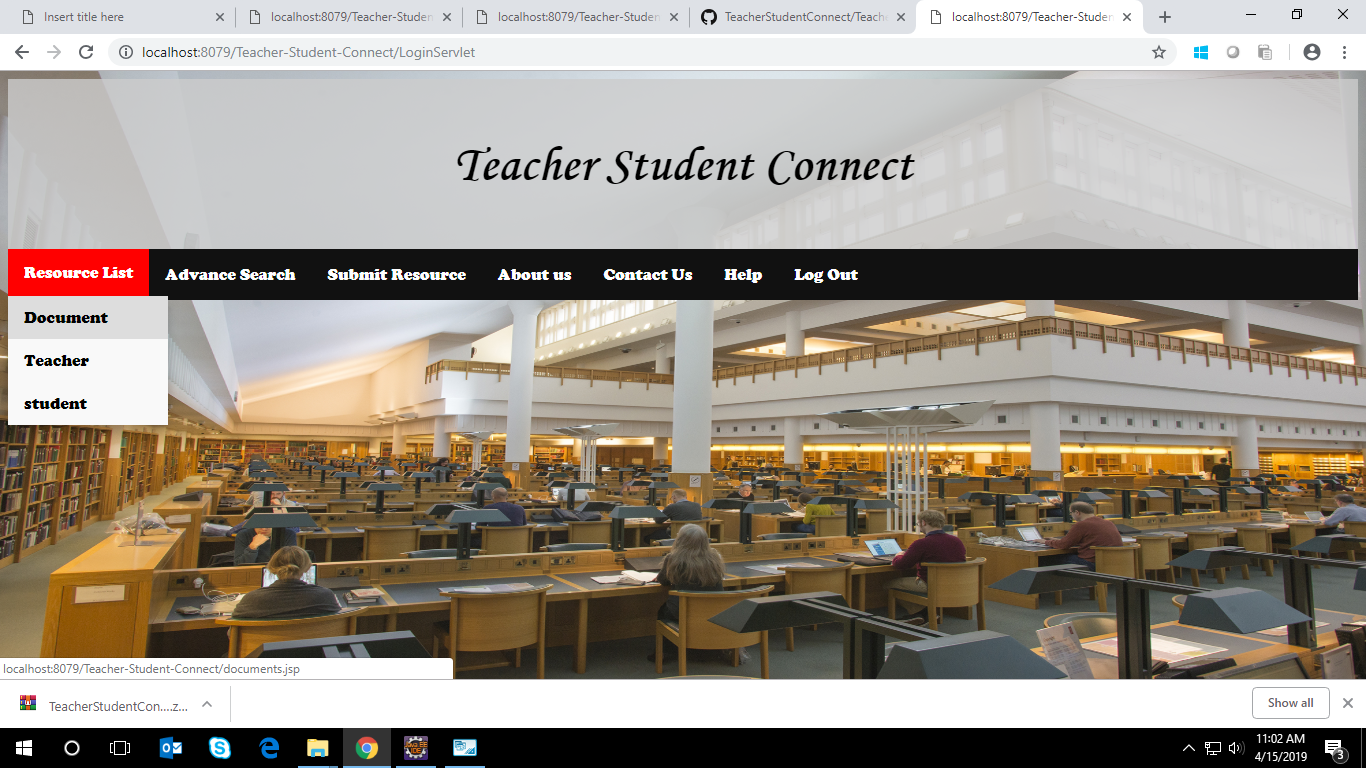 Insert title here
localhost:8079/Teacher-Studen
localhost:8079/Teacher-Studen
TeacherStudentConnect/Teach
localhost:8079/Teacher-Studen
localhost:8079/Teacher-Student-Connect/LoginServlet
Teacher Student Connect
Resource List Advance Search Submit Resource About us Contact Us Help Log Out
Document
Teacher
student
localhost:8079/Teacher-Student-Connect/documents.jsp
TeacherStudentCon....z... Show all
11:02 AM
4/15/2019
3